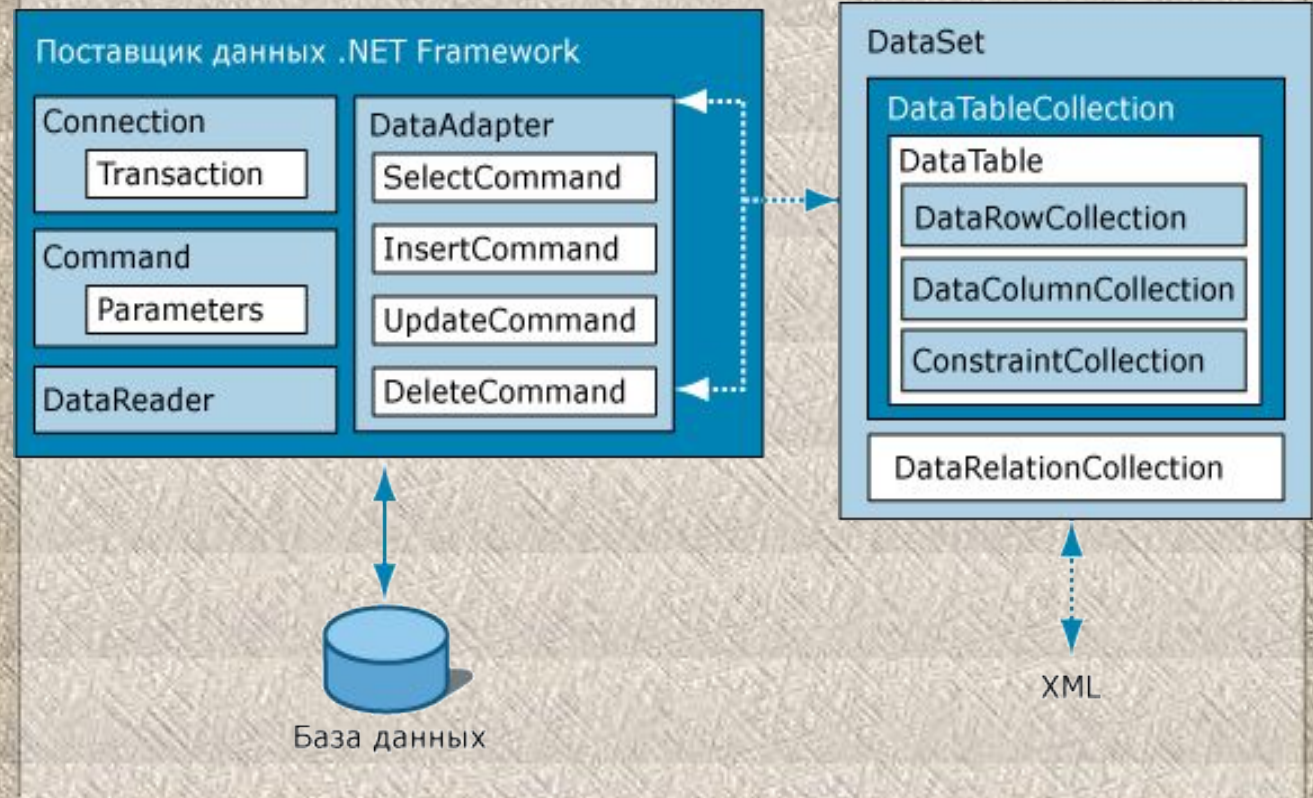 Поставщик данных .NET Framework
Connection
Transaction
Command
Parameters
DataReader
DataAdapter
SelectCommand
InsertCommand
UpdateCommand
DeleteCommand
База данных
DataSet
DataTableCollection
DataTable
DataRowCollection
DataColumnCollection
ConstraintCollection
DataRelationCollection
XML